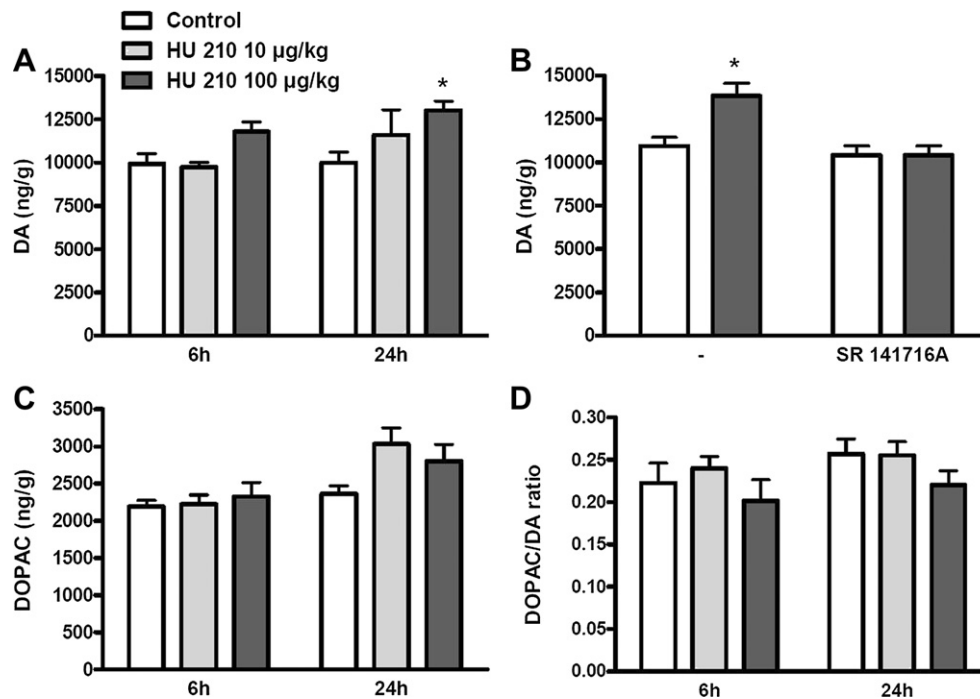 Control
HU 210 10 µg/kg
HU 210 100 µg/kg
A
DA (ng/g)
15000
12500
10000
7500
5000
2500
0
*
6h
24h
B
DA (ng/g)
15000
12500
10000
7500
5000
2500
0
*
-
SR 141716A
C
DOPAC (ng/g)
3500
3000
2500
2000
1500
1000
500
0
6h
24h
D
DOPAC/DA ratio
0.30
0.25
0.20
0.15
0.10
0.05
0.00
6h
24h